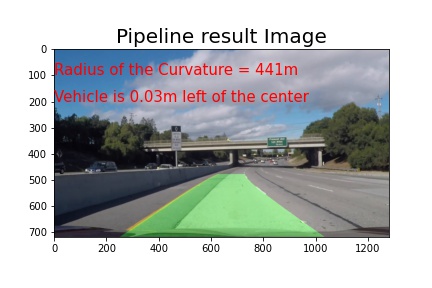 Pipeline result Image
0
100
200
300
400
500
600
700
Radius of the Curvature = 441m
Vehicle is 0.03m left of the center
0 200 400 600 800 1000 1200